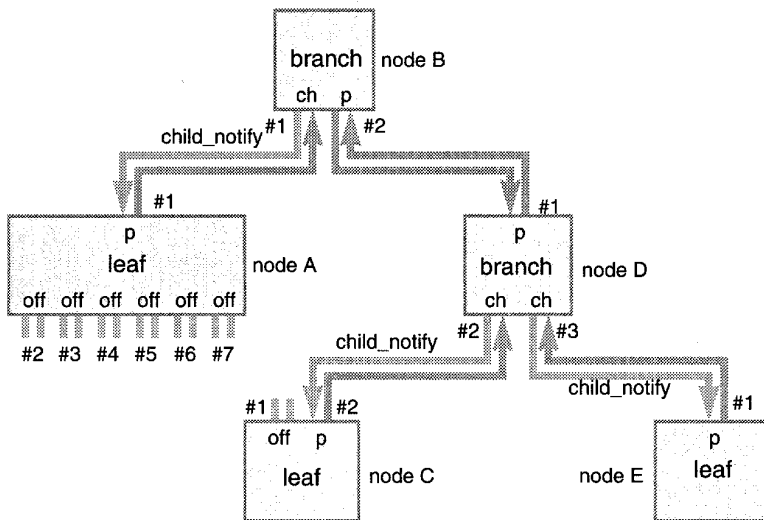 branch
node B
ch p
#1
#2
child_notify
#1
#1
p
leaf
node A
off off off off off off
#2 #3 #4 #5 #6 #7
p
branch
node D
ch ch
#2
#3
child_notify
child_notify
#1
#2
#1
off p
leaf
node C
node E
p
leaf